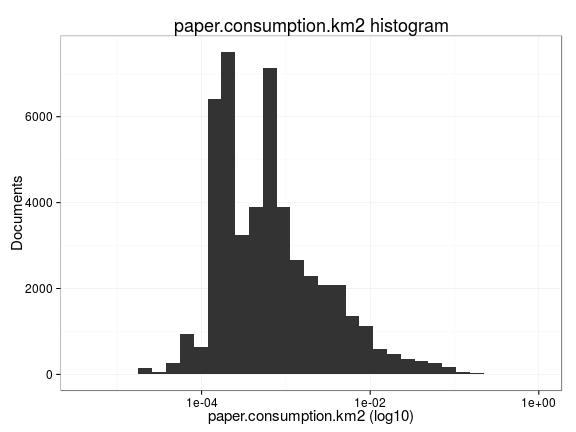 paper.consumption.km2 histogram
Documents
6000
4000
2000
0
1e-04
1e-02
1e+00
paper.consumption.km2 (log10)